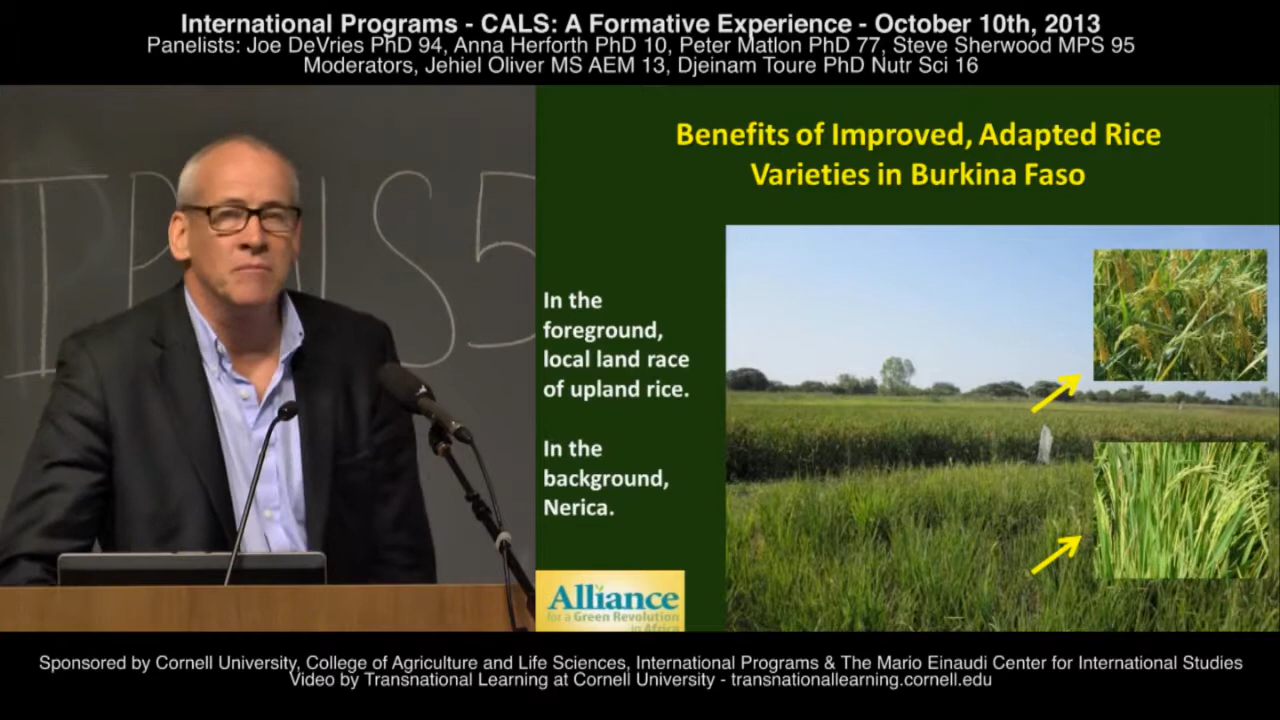 International Programs - CALS: A Formative Experience - October 10th, 2013
Panelists: Joe DeVries PhD 94, Anna Herforth PhD 10, Peter Matlon PhD 77, Steve Sherwood MPS 95
Moderators, Jehiel Oliver MS AEM 13, Djeinam Toure PhD Nutr Sci 16
Benefits of Improved, Adapted Rice
Varieties in Burkina Faso
In the
foreground,
local land race
of upland rice.
In the
background,
Nerica.
Alliance
for a Green Revolution
in Africa
Sponsored by Cornell University, College of Agriculture and Life Sciences, International Programs & The Mario Einaudi Center for International Studies
Video by Transnational Learning at Cornell University - transnationallearning.cornell.edu